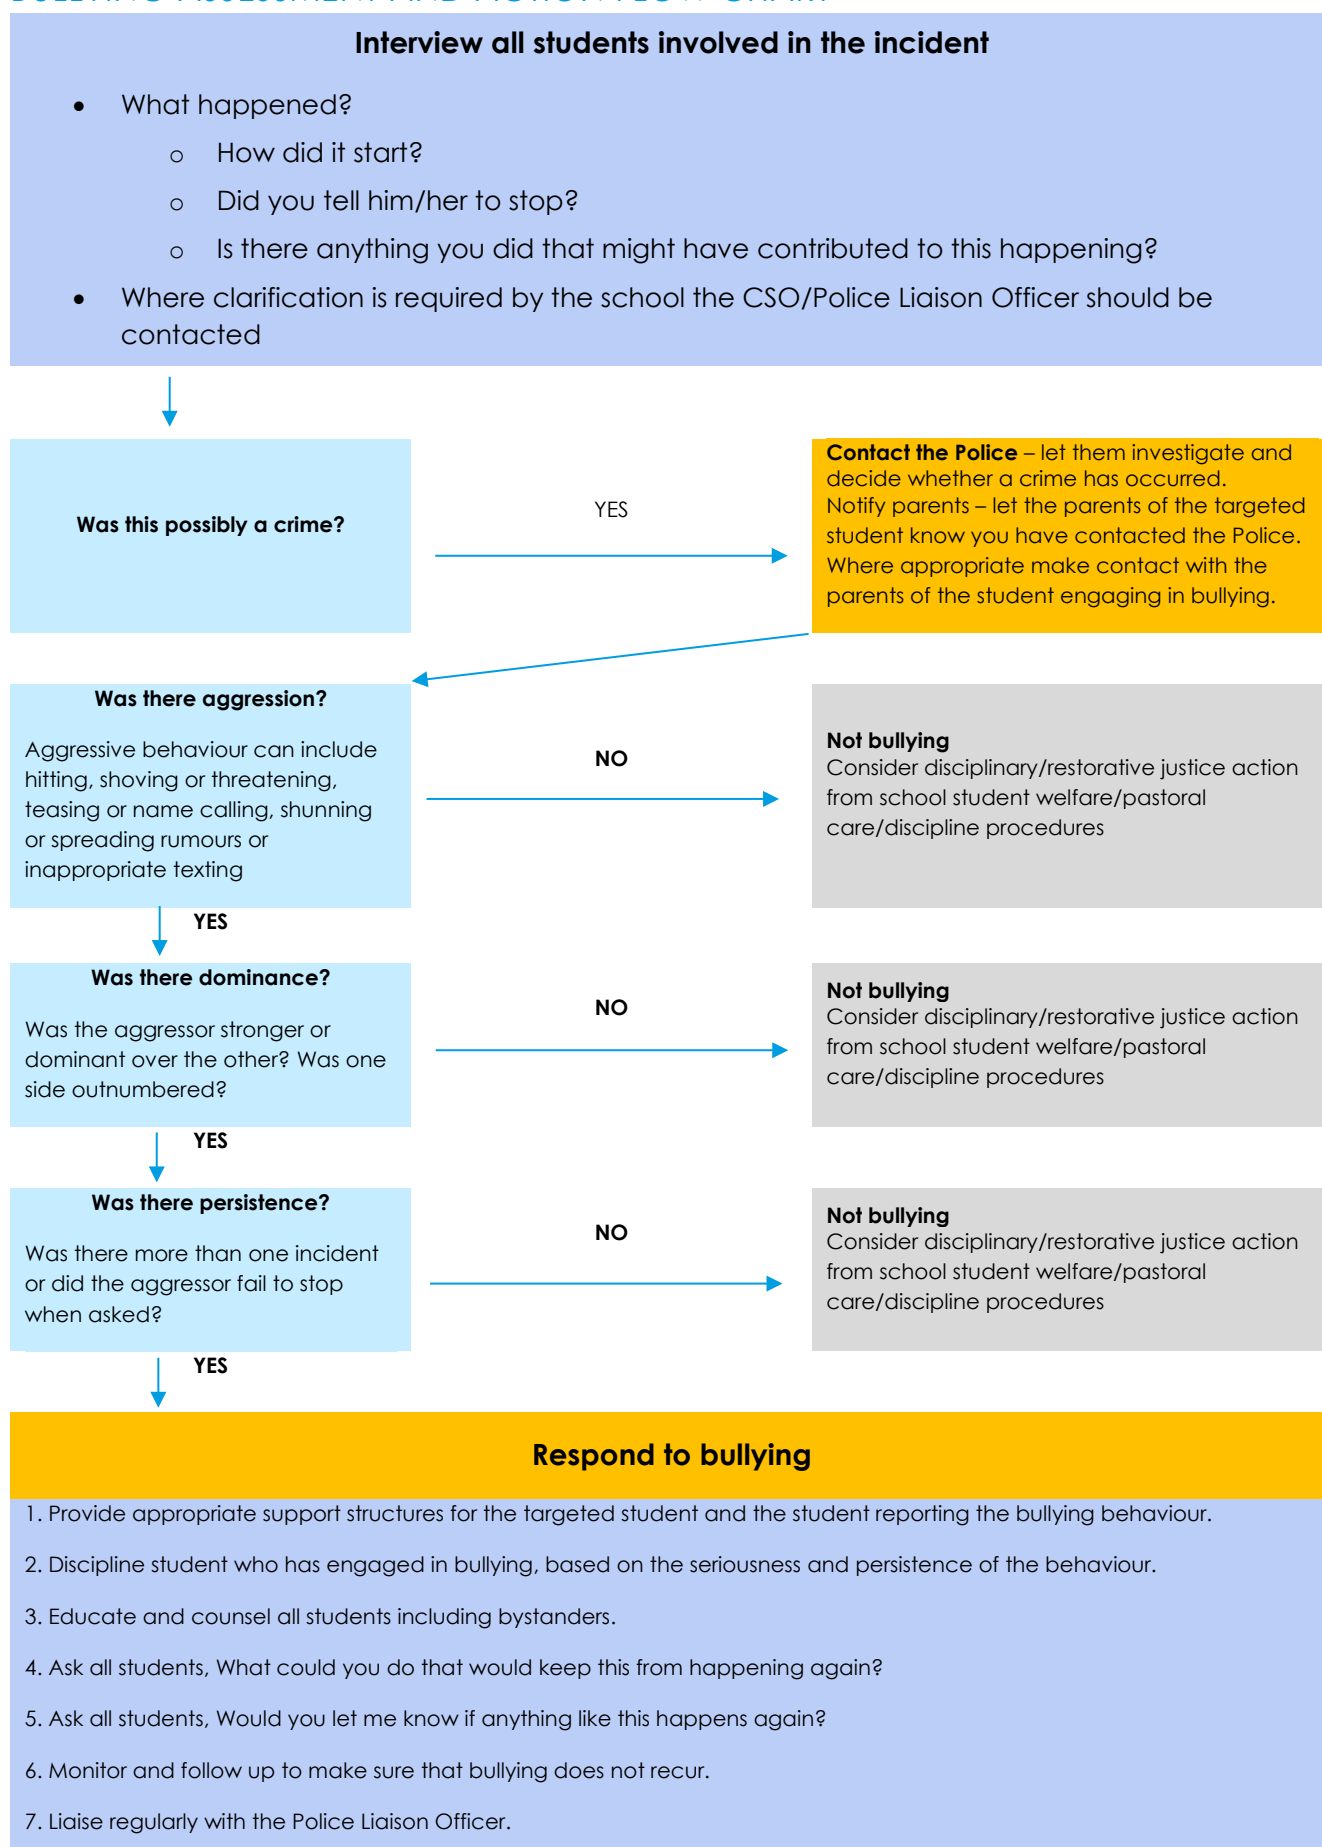 BULLYING ASSESSMENT AND ACTION FLOW CHART
Interview all students involved in the incident
• What happened?
o How did it start?
o Did you tell him/her to stop?
o Is there anything you did that might have contributed to this happening?
• Where clarification is required by the school the CSO/Police Liaison Officer should be
contacted
Was this possibly a crime?
YES
Contact the Police – let them investigate and
decide whether a crime has occurred.
Notify parents – let the parents of the targeted
student know you have contacted the Police.
Where appropriate make contact with the
parents of the student engaging in bullying.
Was there aggression?
Aggressive behaviour can include
hitting, shoving or threatening,
teasing or name calling, shunning
or spreading rumours or
inappropriate texting
NO
Not bullying
Consider disciplinary/restorative justice action
from school student welfare/pastoral
care/discipline procedures
YES
Was there dominance?
Was the aggressor stronger or
dominant over the other? Was one
side outnumbered?
NO
Not bullying
Consider disciplinary/restorative justice action
from school student welfare/pastoral
care/discipline procedures
YES
Was there persistence?
Was there more than one incident
or did the aggressor fail to stop
when asked?
NO
Not bullying
Consider disciplinary/restorative justice action
from school student welfare/pastoral
care/discipline procedures
YES
Respond to bullying
1. Provide appropriate support structures for the targeted student and the student reporting the bullying behaviour.
2. Discipline student who has engaged in bullying, based on the seriousness and persistence of the behaviour.
3. Educate and counsel all students including bystanders.
4. Ask all students, What could you do that would keep this from happening again?
5. Ask all students, Would you let me know if anything like this happens again?
6. Monitor and follow up to make sure that bullying does not recur.
7. Liaise regularly with the Police Liaison Officer.